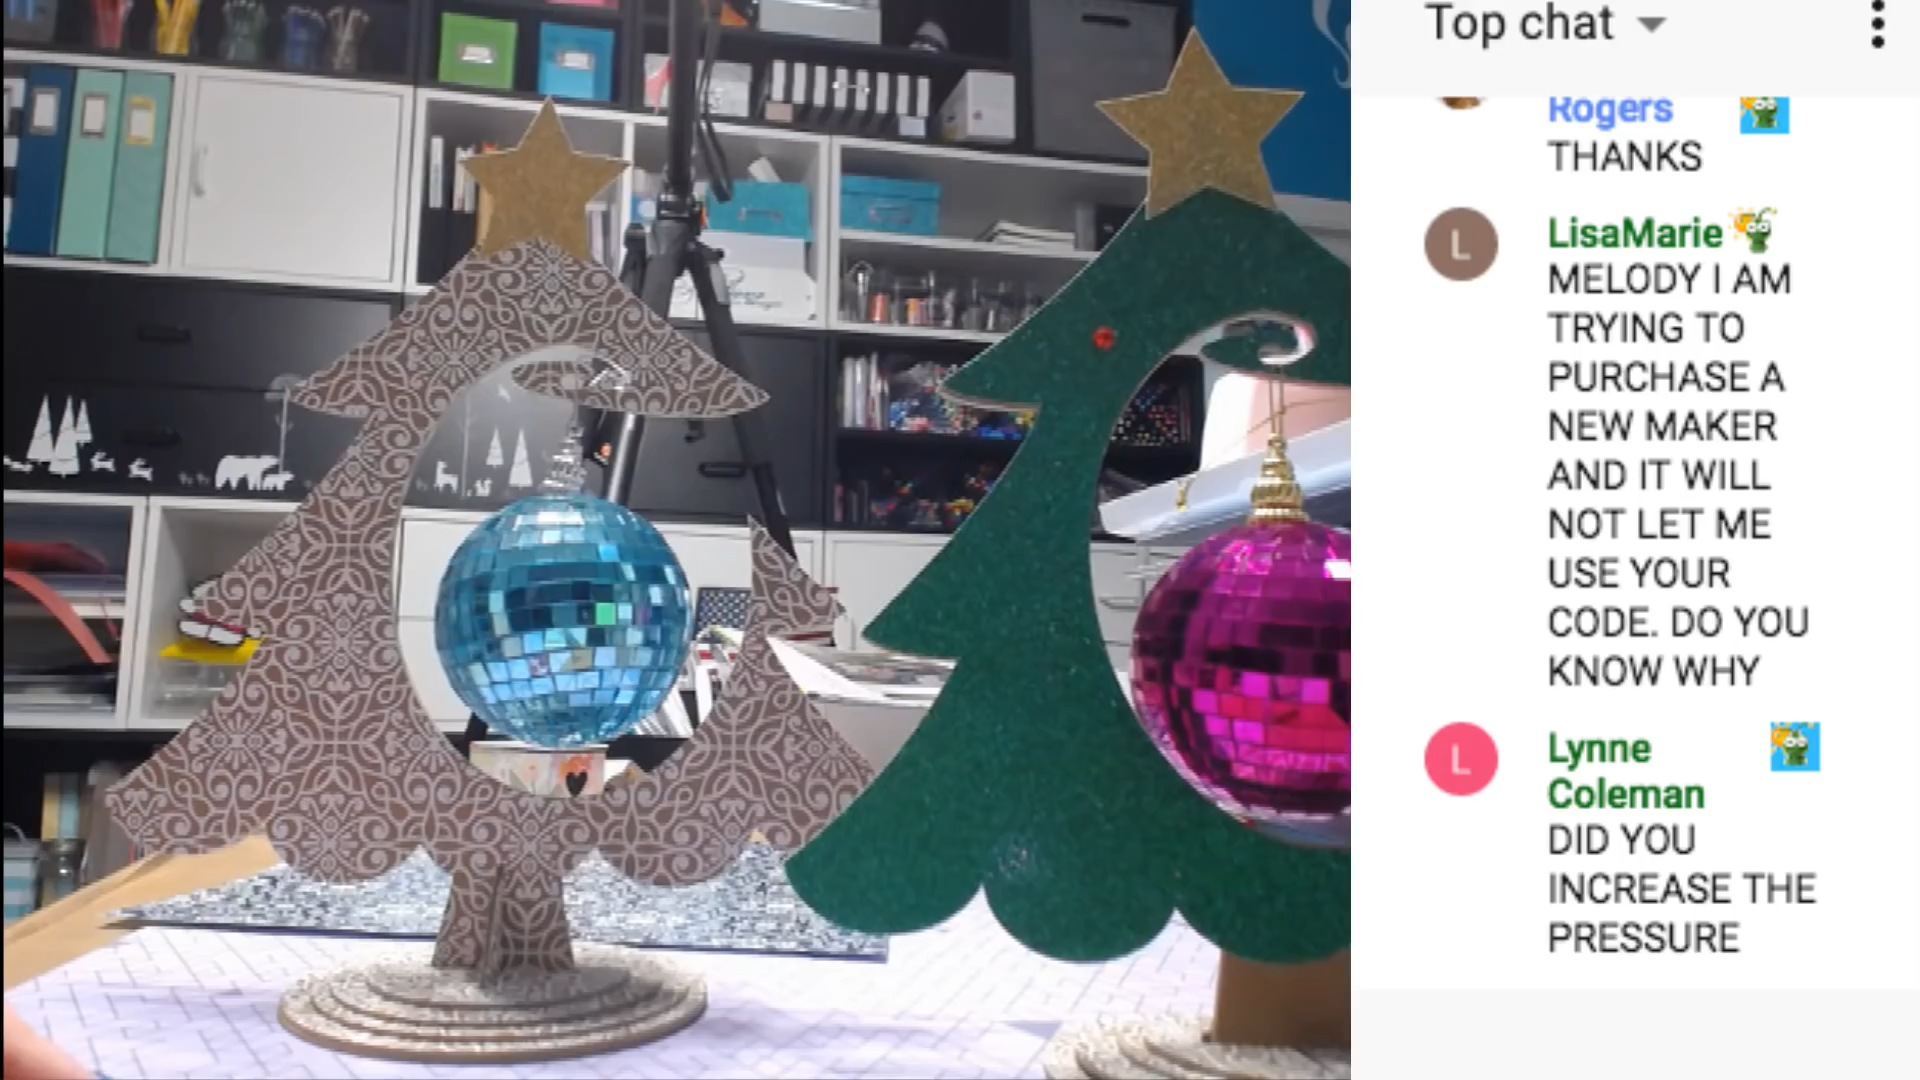 Top chat
Rogers
THANKS
LisaMarie
MELODY I AM
TRYING TO
PURCHASE A
NEW MAKER
AND IT WILL
NOT LET ME
USE YOUR
CODE. DO YOU
KNOW WHY
Lynne
Coleman
DID YOU
INCREASE THE
PRESSURE
L
L